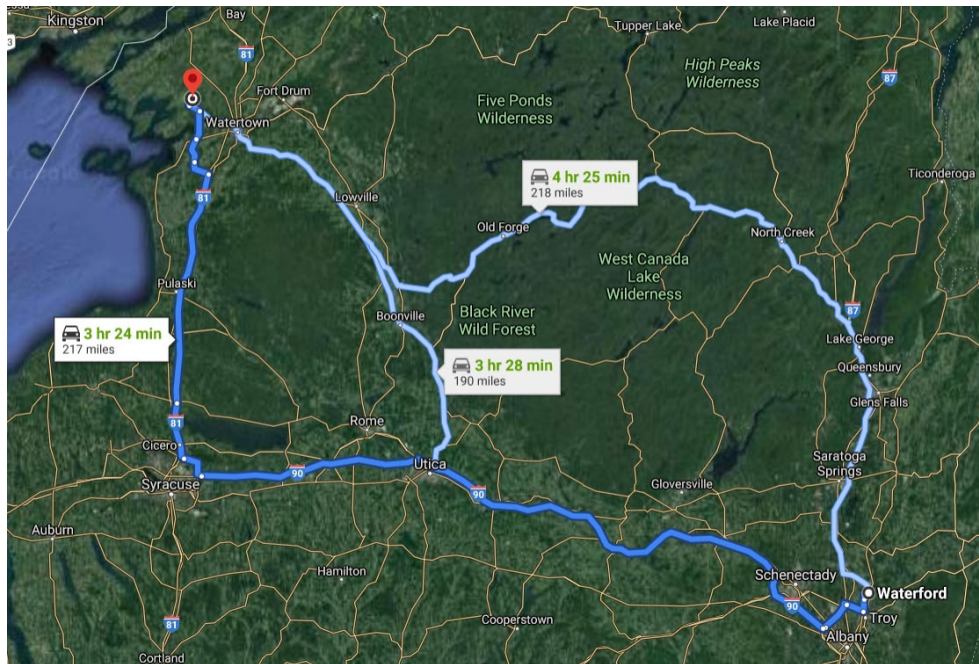 Kingston
Bay
Tupper Lake
Lake Placid
3
81
High Peaks
Wilderness
87
Fort Drum
Five Ponds
Wilderness
Watertown
Ticonderoga
4 hr 25 min
218 miles
81
Lowville
Old Forge
North Creek
West Canada
Lake
Wilderness
Pulaski
Black River
Wild Forest
Boonville
87
3 hr 24 min
217 miles
Lake George
3 hr 28 min
190 miles
Queensbury
Glens Falls
81
Rome
Cicero
Utica
Saratoga
Springs
90
Syracuse
90
Gloversville
Auburn
Hamilton
Schenectady
Waterford
90
Troy
81
Cooperstown
Albany
Cortland